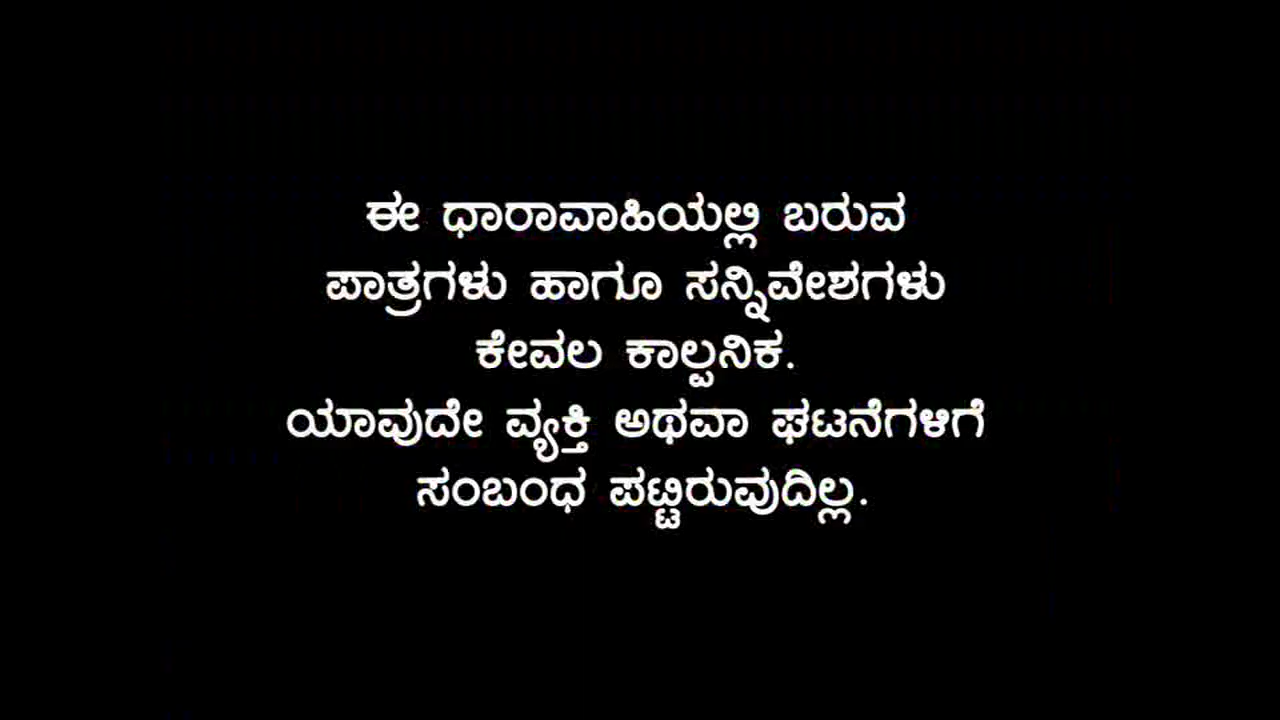 ಈ ಧಾರಾವಾಹಿಯಲ್ಲಿ ಬರುವ
ಪಾತ್ರಗಳು ಹಾಗೂ ಸನ್ನಿವೇಶಗಳು
ಕೇವಲ ಕಾಲ್ಪನಿಕ.
ಯಾವುದೇ ವ್ಯಕ್ತಿ ಅಥವಾ ಘಟನೆಗಳಿಗೆ
ಸಂಬಂಧ ಪಟ್ಟಿರುವುದಿಲ್ಲ.